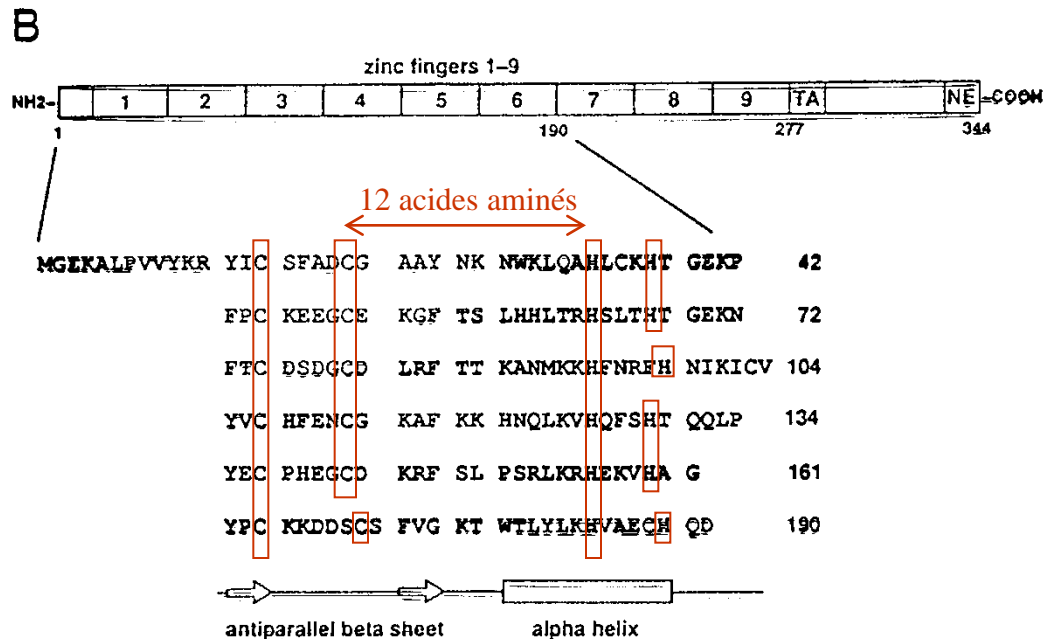 B
zinc fingers 1-9
NH2- 1 2 3 4 5 6 7 8 9 TA NE -COOH
1 190 277 344
12 acides aminés
MGEKALPVVYKR YIC SFADCG AAY NK NWKLQAHLCKHT GEKP 42
FPC KEEGCE KGF TS LHHLTRHSLTHT GEKN 72
FTC DSDGCD LRF TT KANMKKHFNRFH NIKICV 104
YVC HFENCG KAF KK HNQLKVHQFSHT QQLP 134
YEC PHEGCD KRF SL PSRLKRHEKVHA G 161
YPC KKDDSCS FVG KT WTLYLKHVAECH QD 190
antiparallel beta sheet alpha helix